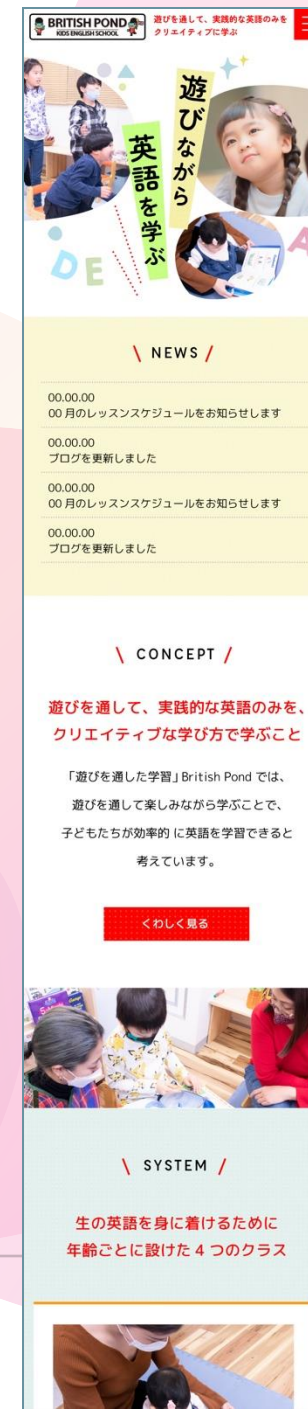 BRITISH POND
KIDS ENGLISH SCHOOL
遊びを通して、実践的な英語のみを
クリエイティブに学ぶ
遊びながら
英語を学ぶ
D E
A
\ NEWS /
00.00.00
00 月のレッスンスケジュールをお知らせします
00.00.00
ブログを更新しました
00.00.00
00 月のレッスンスケジュールをお知らせします
00.00.00
ブログを更新しました
\ CONCEPT /
遊びを通して、実践的な英語のみを、
クリエイティブな学び方で学ぶこと
「遊びを通した学習」British Pond では、
遊びを通して楽しみながら学ぶことで、
子どもたちが効率的 に英語を学習できると
考えています。
くわしく見る
\ SYSTEM /
生の英語を身に着けるために
年齢ごとに設けた 4 つのクラス